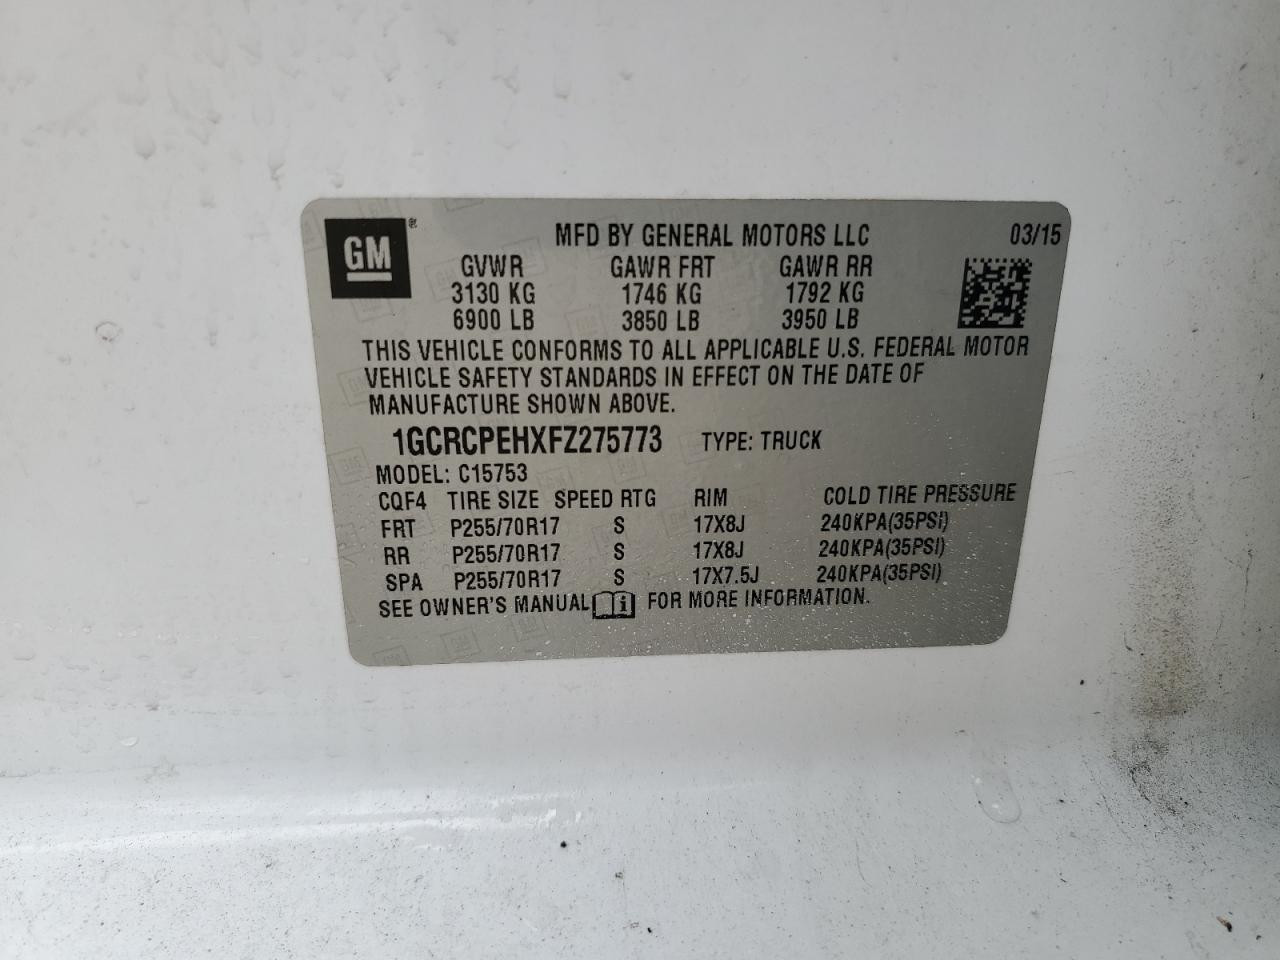 GM®
MFD BY GENERAL MOTORS LLC 03/15
GVWR GAWR FRT GAWR RR
3130 KG 1746 KG 1792 KG
6900 LB 3850 LB 3950 LB
THIS VEHICLE CONFORMS TO ALL APPLICABLE U.S. FEDERAL MOTOR
VEHICLE SAFETY STANDARDS IN EFFECT ON THE DATE OF
MANUFACTURE SHOWN ABOVE.
1GCRCPEHXFZ275773 TYPE: TRUCK
MODEL: C15753
CQF4 TIRE SIZE SPEED RTG RIM COLD TIRE PRESSURE
FRT P255/70R17 S 17X8J 240KPA(35PSI)
RR P255/70R17 S 17X8J 240KPA(35PSI)
SPA P255/70R17 S 17X7.5J 240KPA(35PSI)
SEE OWNER'S MANUAL i FOR MORE INFORMATION.